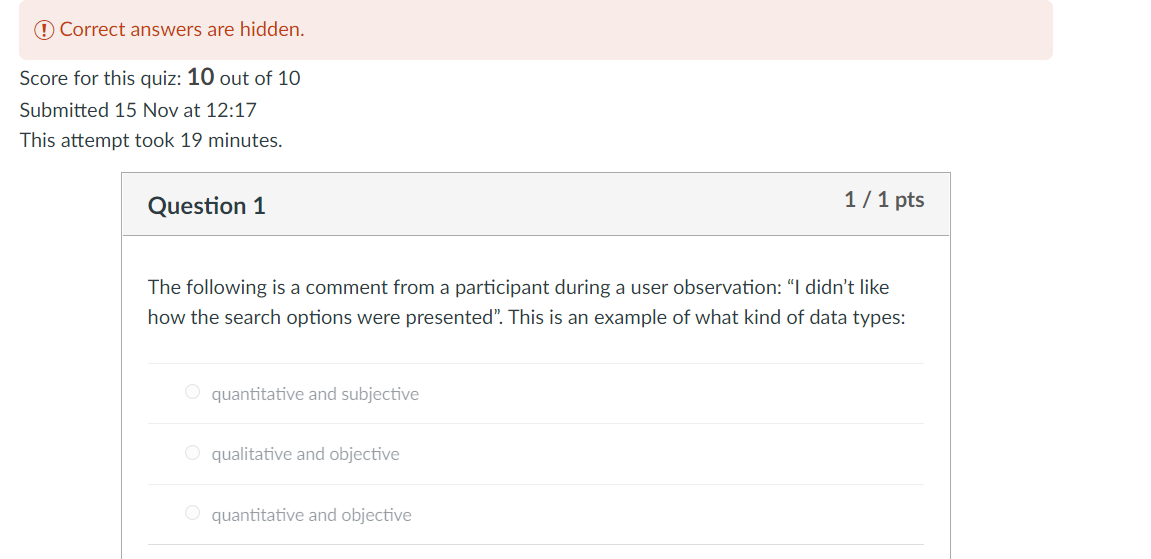 Correct answers are hidden.
Score for this quiz: 10 out of 10
Submitted 15 Nov at 12:17
This attempt took 19 minutes.
Question 1
1 / 1 pts
The following is a comment from a participant during a user observation: “I didn’t like
how the search options were presented”. This is an example of what kind of data types:
quantitative and subjective
qualitative and objective
quantitative and objective